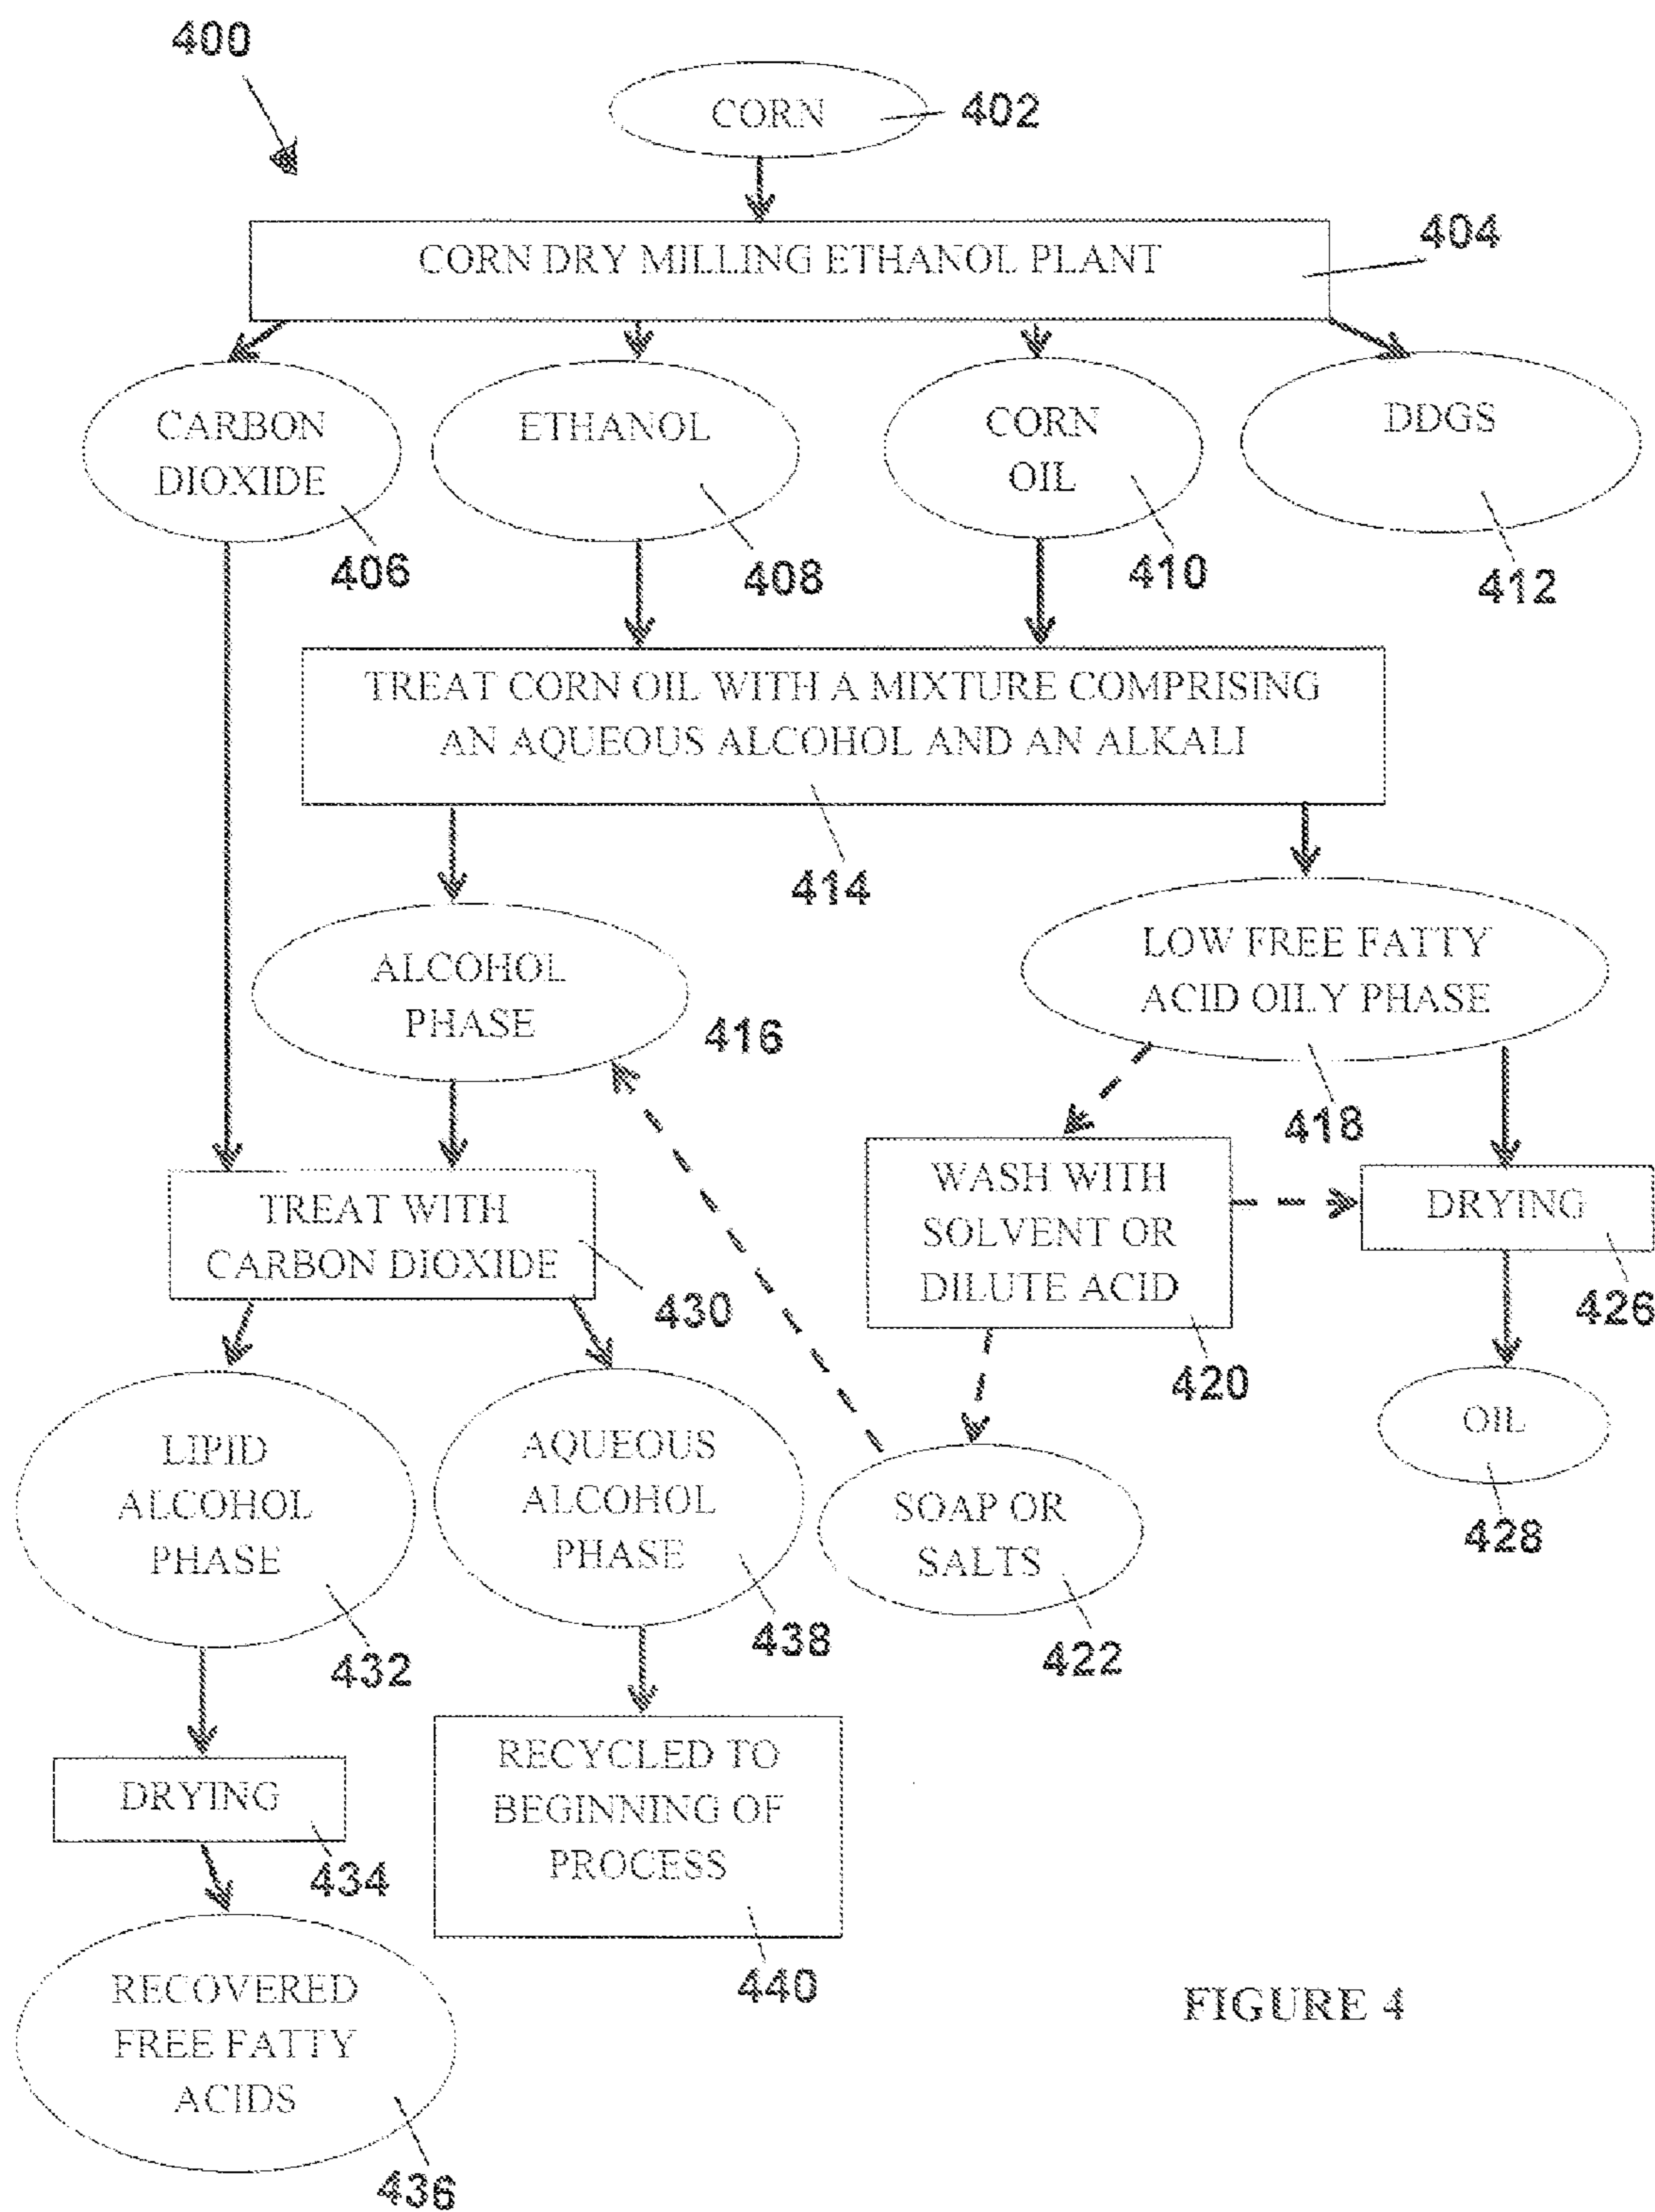 400
CORN
402
CORN DRY MILLING ETHANOL PLANT
404
CARBON
DIOXIDE
406
ETHANOL
408
CORN
OIL
410
DDGS
412
TREAT CORN OIL WITH A MIXTURE COMPRISING
AN AQUEOUS ALCOHOL AND AN ALKALI
414
ALCOHOL
PHASE
416
LOW FREE FATTY
ACID OILY PHASE
418
TREAT WITH
CARBON DIOXIDE
430
WASH WITH
SOLVENT OR
DILUTE ACID
420
DRYING
426
LIPID
ALCOHOL
PHASE
432
AQUEOUS
ALCOHOL
PHASE
438
SOAP OR
SALTS
422
OIL
428
DRYING
434
RECYCLED TO
BEGINNING OF
PROCESS
440
RECOVERED
FREE FATTY
ACIDS
436
FIGURE 4